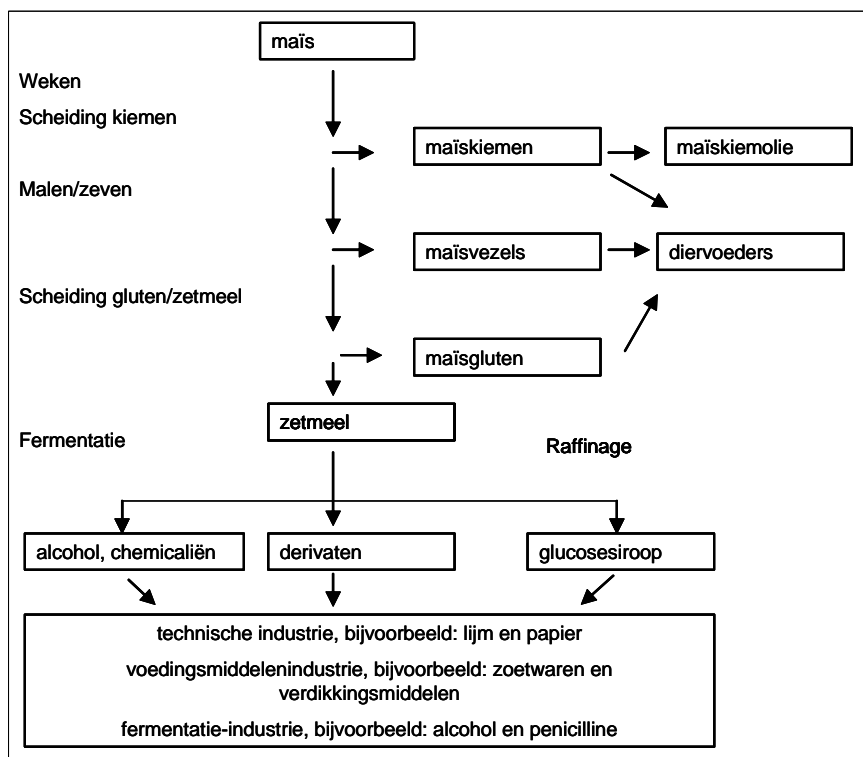 maïs
Weken
Scheiding kiemen
maïskiemen
maïskiemolie
Malen/zeven
maïsvezels
diervoeders
Scheiding gluten/zetmeel
maïsgluten
zetmeel
Fermentatie
Raffinage
alcohol, chemicaliën
derivaten
glucosesiroop
technische industrie, bijvoorbeeld: lijm en papier
voedingsmiddelenindustrie, bijvoorbeeld: zoetwaren en
verdikkingsmiddelen
fermentatie-industrie, bijvoorbeeld: alcohol en penicilline